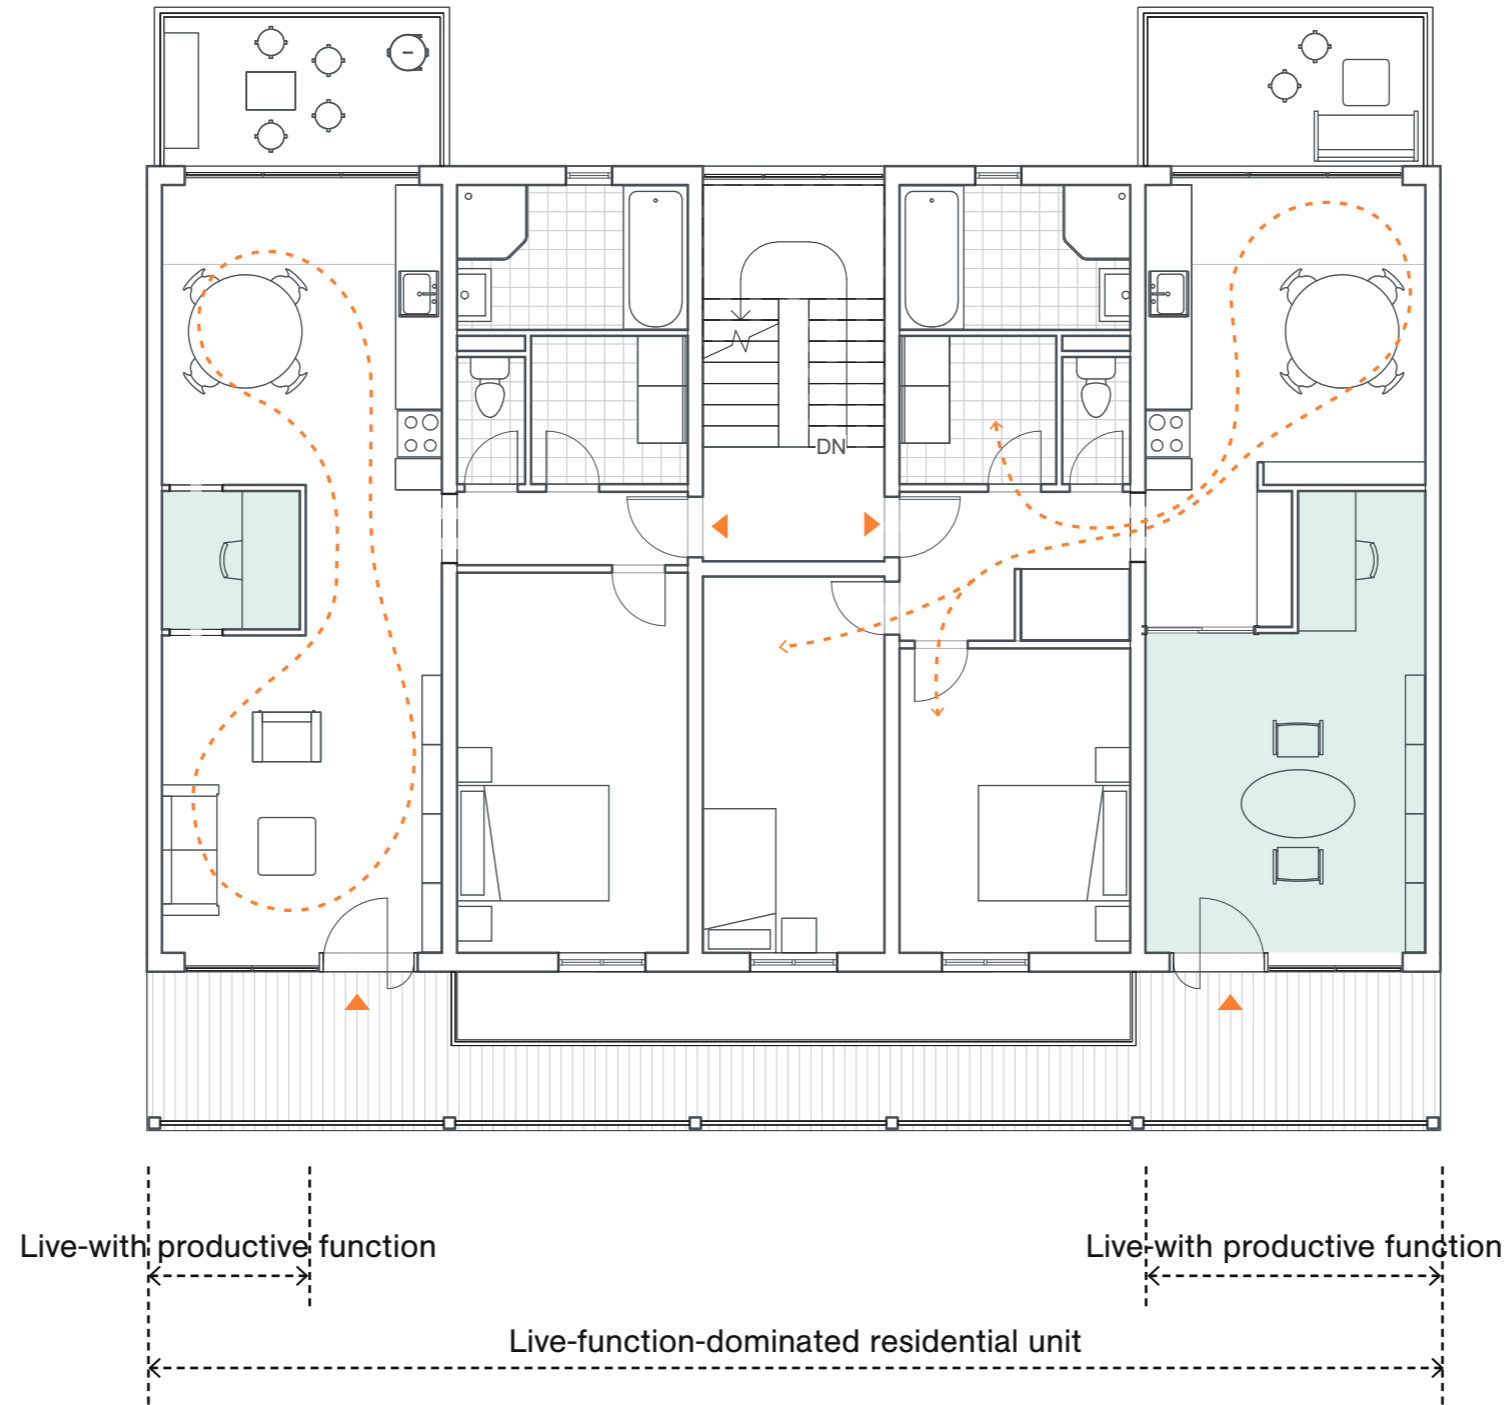 DN
Live-with productive function
Live-with productive function
Live-function-dominated residential unit